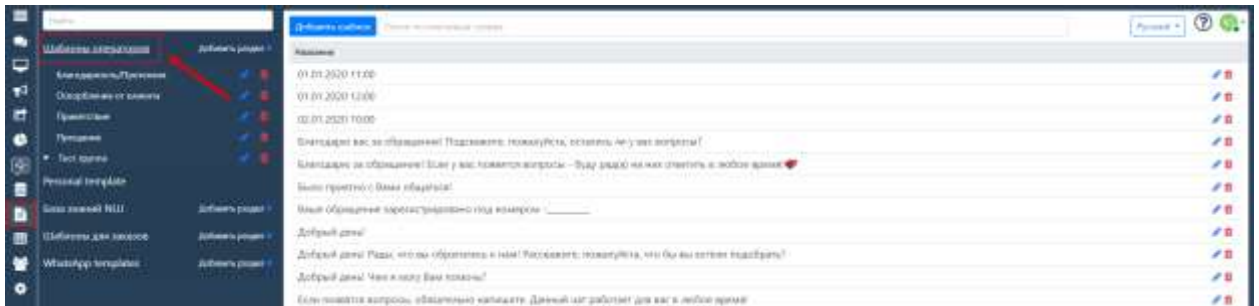 Найти
Шаблоны операторов
Добавить раздел
Благодарность/Прощание
Оскорбление от клиента
Приветствие
Прощание
Тест группа
Personal template
База знаний NLU
Добавить раздел
Шаблоны для заказов
Добавить раздел
WhatsApp templates
Добавить раздел
Добавить шаблон
Русский
Название
01.01.2020 11:00
01.01.2020 12:00
02.01.2020 10:00
Благодарю вас за обращение! Подскажите, пожалуйста, остались ли у вас вопросы?
Благодарю за обращение! Если у вас появятся вопросы - буду рад(а) на них ответить в любое время!
Было приятно с Вами общаться!
Ваше обращение зарегистрировано под номером :________
Добрый день!
Добрый день! Рады, что вы обратились к нам! Расскажите, пожалуйста, что бы вы хотели подобрать?
Добрый день! Чем я могу Вам помочь?
Если появятся вопросы, обязательно напишите. Данный чат работает для вас в любое время!